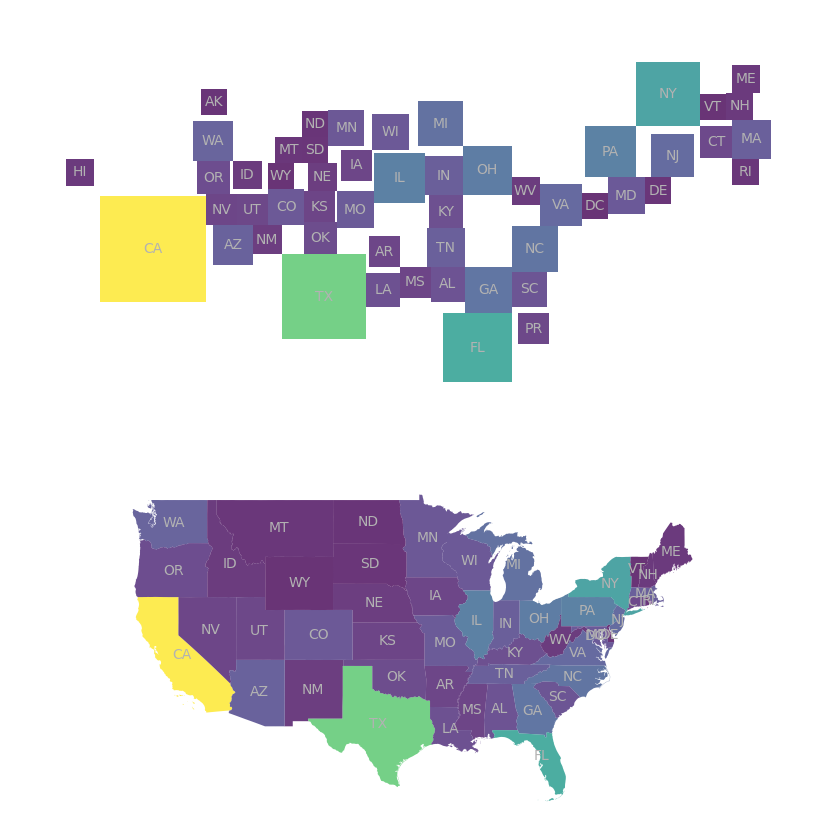 NY
ME
AK
VT NH
ND MN WI MI
WA
MT SD
PA NJ CT MA
HI
OR ID WY NE IA IL IN OH
RI
WV VA DC MD DE
NV UT CO KS MO KY
CA AZ NM OK AR TN NC
TX LA MS AL GA SC
FL PR
WA MT ND
MN
OR ID WY SD WI MI
ME
VT NH
NY MA
NE IA IL IN OH PA NJ
CT RI
NV UT CO KS MO KY WV VA
CA AZ NM OK AR TN NC
TX LA MS AL GA SC
FL